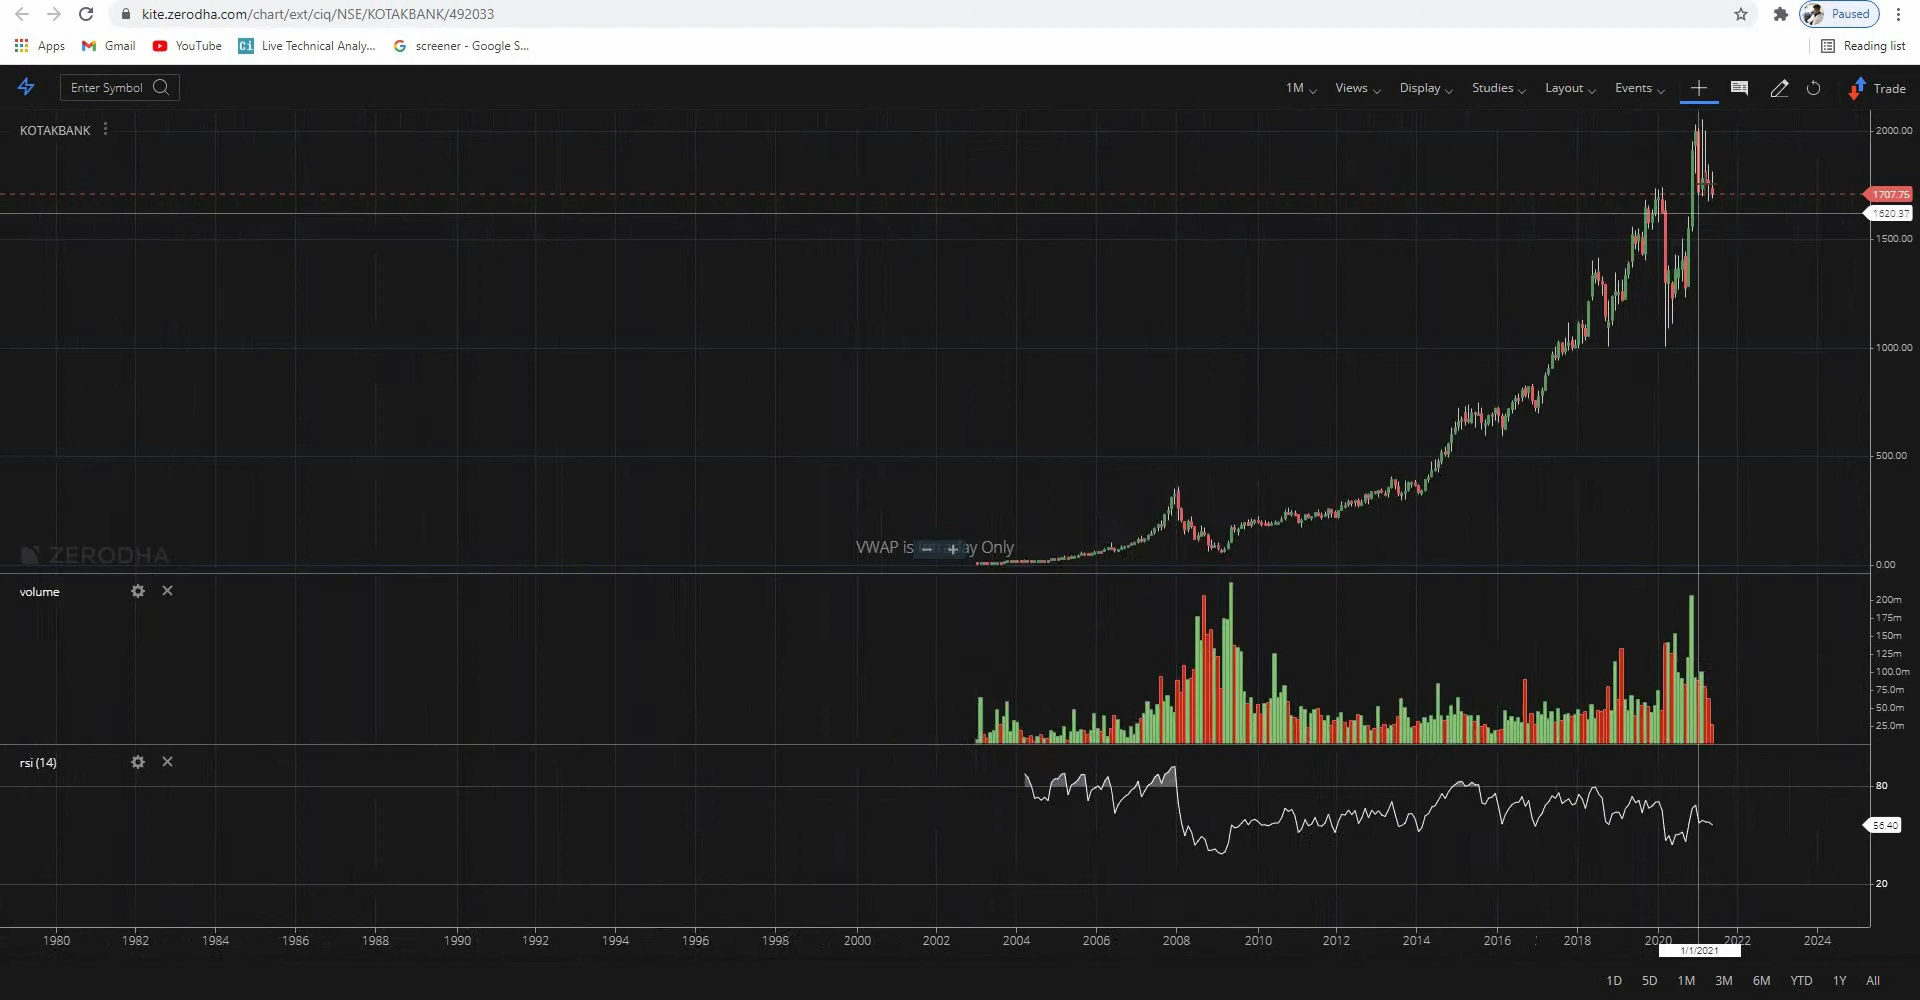 kite.zerodha.com/chart/ext/ciq/NSE/KOTAKBANK/492033
Paused
Apps
Gmail
YouTube
Live Technical Analy...
screener - Google S...
Reading list
Enter Symbol
1M
Views
Display
Studies
Layout
Events
Trade
KOTAKBANK
2000.00
1707.75
1620.37
1500.00
1000.00
500.00
0.00
ZERODHA
VWAP is Intraday Only
volume
200m
175m
150m
125m
100.0m
75.0m
50.0m
25.0m
rsi (14)
80
56.40
20
1980 1982 1984 1986 1988 1990 1992 1994 1996 1998 2000 2002 2004 2006 2008 2010 2012 2014 2016 2018 2020 2022 2024
1/1/2021
1D 5D 1M 3M 6M YTD 1Y All